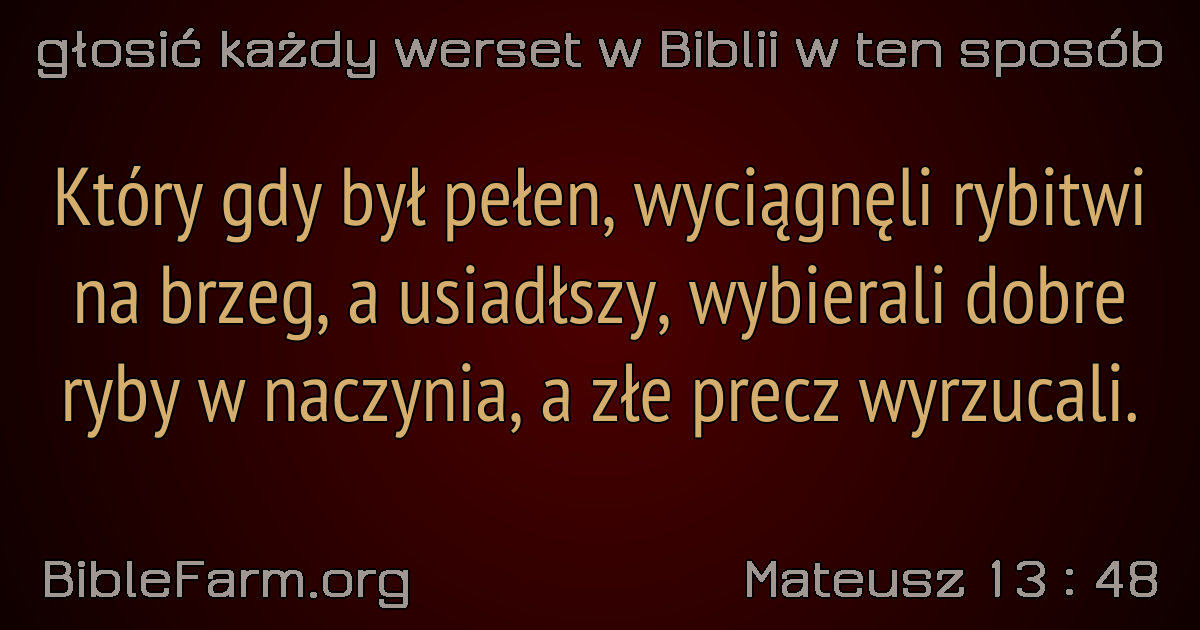 głosić każdy werset w Biblii w ten sposób
Który gdy był pełen, wyciągnęli rybitwi
na brzeg, a usiadłszy, wybierali dobre
ryby w naczynia, a złe precz wyrzucali.
BibleFarm.org
Mateusz 13 : 48